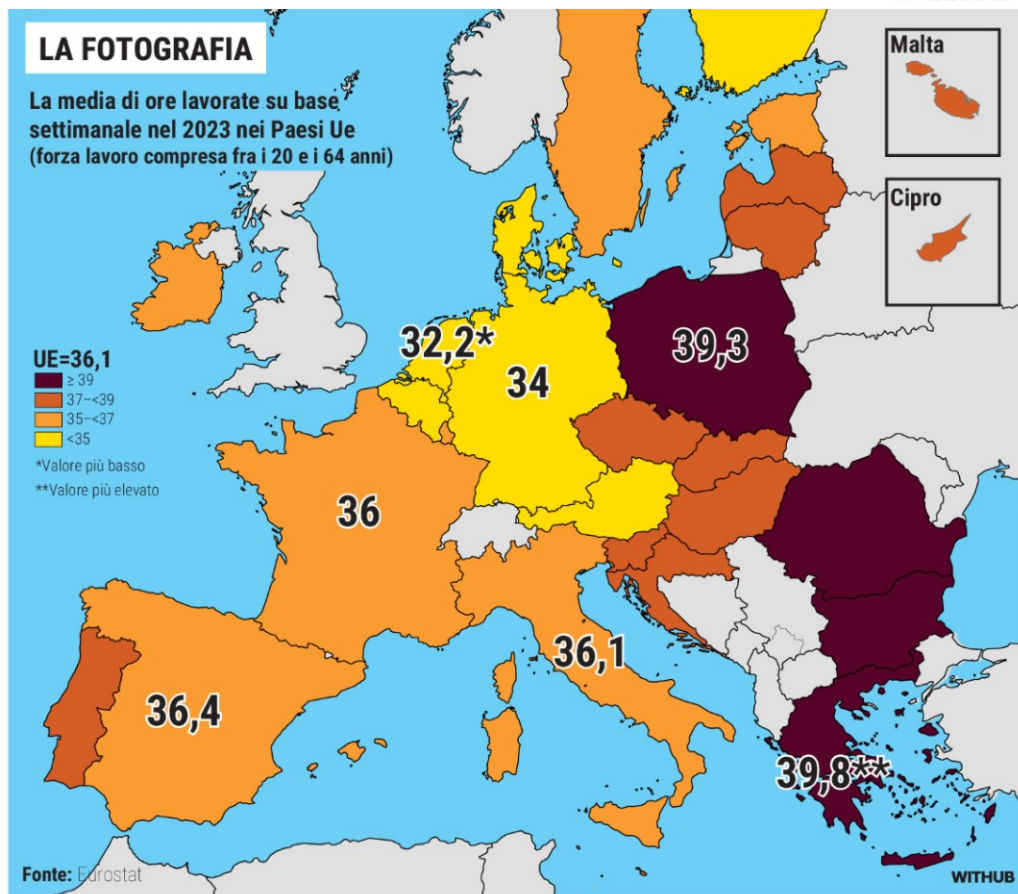 LA FOTOGRAFIA
La media di ore lavorate su base
settimanale nel 2023 nei Paesi Ue
(forza lavoro compresa fra i 20 e i 64 anni)
Malta
Cipro
UE=36,1
≥ 39
37–<39
35–<37
<35
*Valore più basso
**Valore più elevato
32,2*
34
39,3
36
36,1
36,4
39,8**
Fonte: Eurostat
WITHUB